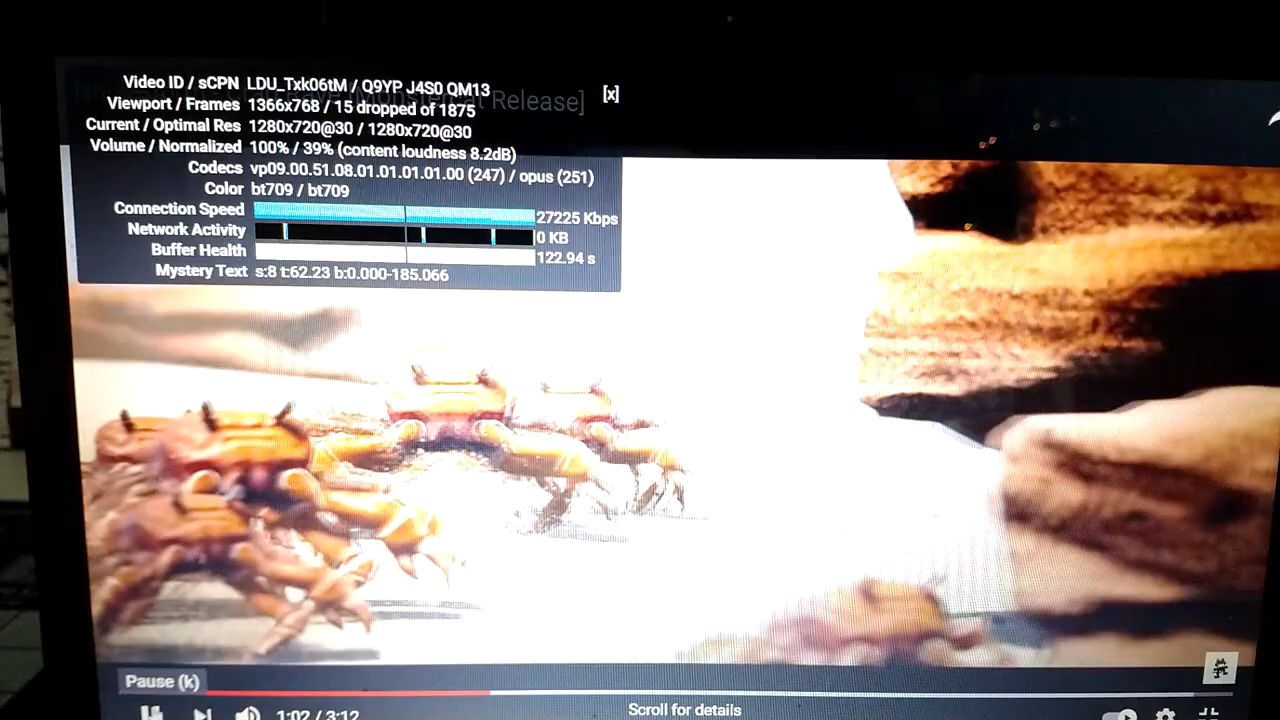 Video ID / sCPN LDU_Txk06tM / Q9YP J4S0 QM13
[x]
Release]
Viewport / Frames 1366x768 / 15 dropped of 1875
Current / Optimal Res 1280x720@30 / 1280x720@30
Volume / Normalized 100% / 39% (content loudness 8.2dB)
Codecs vp09.00.51.08.01.01.01.01.00 (247) / opus (251)
Color bt709 / bt709
Connection Speed 27225 Kbps
Network Activity 0 KB
Buffer Health 122.94 s
Mystery Text s:8 t:62.23 b:0.000-185.066
Pause (k)
1:02 / 3:12
Scroll for details